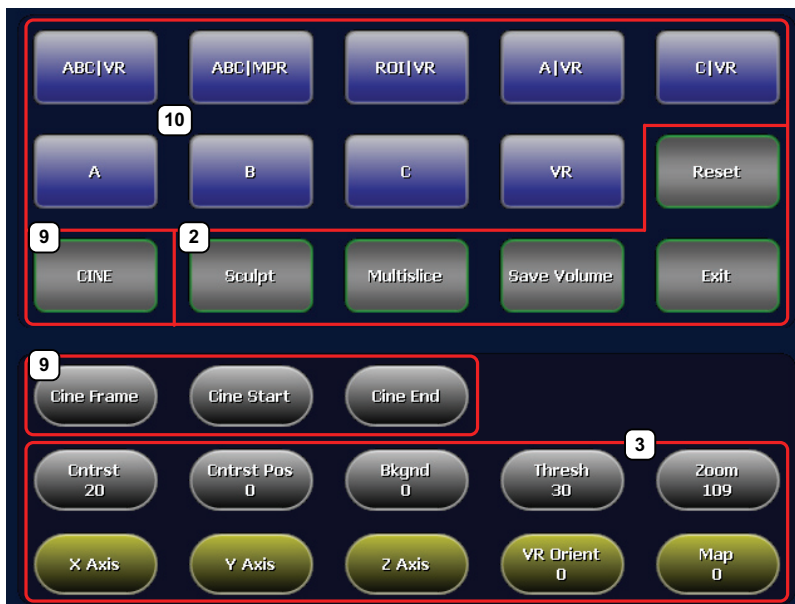 ABC|VR
ABC|MPR
ROI|VR
A|VR
C|VR
10
A
B
C
VR
Reset
9
2
CINE
Sculpt
Multislice
Save Volume
Exit
9
Cine Frame
Cine Start
Cine End
3
Cntrst
20
Cntrst Pos
0
Bkgnd
0
Thresh
30
Zoom
109
X Axis
Y Axis
Z Axis
VR Orient
0
Map
0